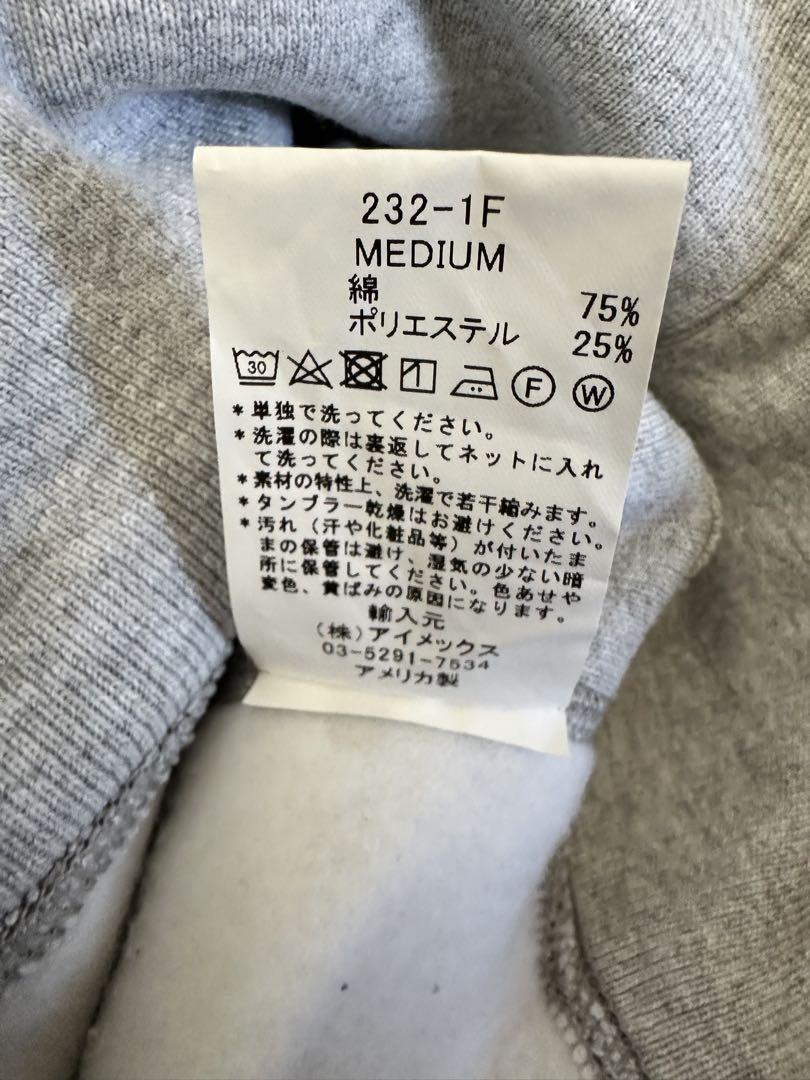 232-1F
MEDIUM
綿 75%
ポリエステル 25%
30 F W
*単独で洗ってください。
*洗濯の際は裏返してネットに入れ
て洗ってください。
*素材の特性上、洗濯で若干縮みます。
*タンブラー乾燥はお避けください。
*汚れ（汗や化粧品等）が付いたま
まの保管は避け、湿気の少ない暗
所に保管してください。色あせや
変色、黄ばみの原因になります。
輸入元
（株）アイメックス
03-5291-7534
アメリカ製